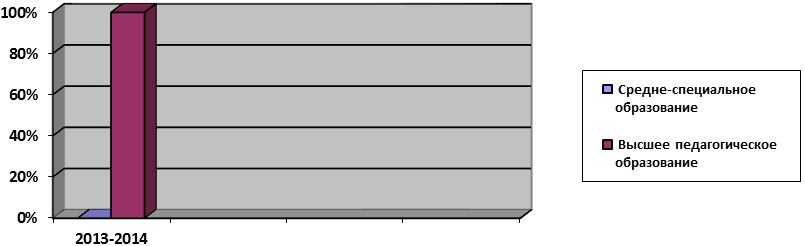 100%
80%
60%
40%
20%
0%
2013-2014
Средне-специальное
образование
Высшее педагогическое
образование